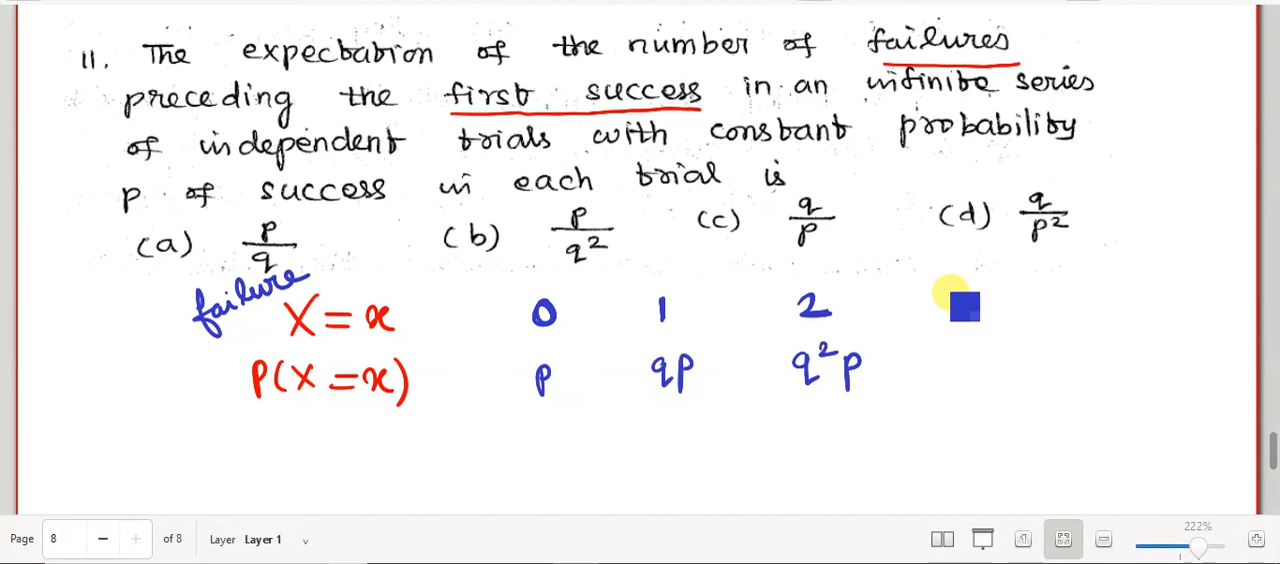 11. The expectation of the number of failures
preceding the first success in an infinite series
of independent trials with constant probability
p of success in each trial is
(a) p/q (b) p/q² (c) q/p (d) q/p²
failure X = x 0 1 2
P(X = x) p qp q²p
Page 8 of 8 Layer Layer 1 222%